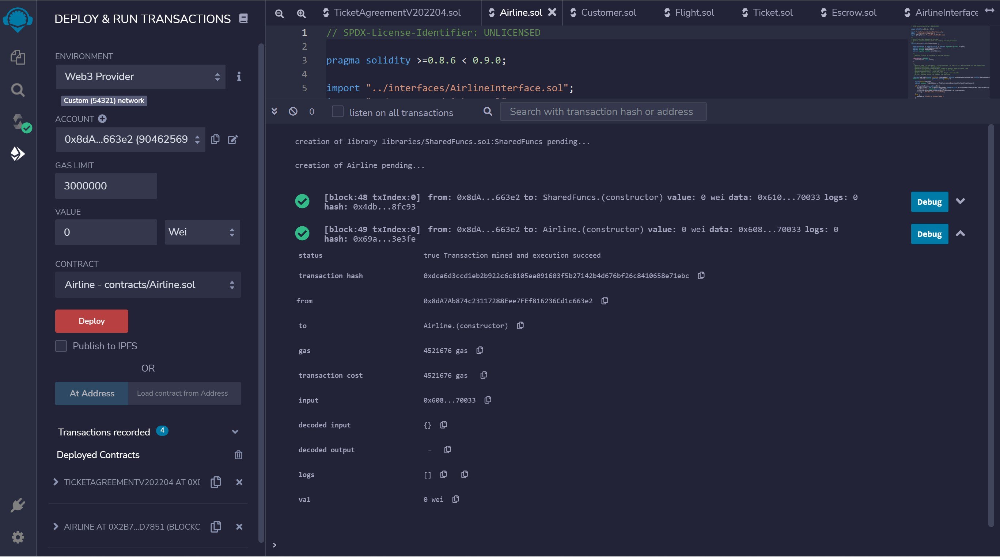 DEPLOY & RUN TRANSACTIONS
ENVIRONMENT
Web3 Provider
Custom (54321) network
ACCOUNT
0x8dA...663e2 (90462569
GAS LIMIT
3000000
VALUE
0
Wei
CONTRACT
Airline - contracts/Airline.sol
Deploy
Publish to IPFS
OR
At Address
Load contract from Address
Transactions recorded 4
Deployed Contracts
TICKETAGREEMENTV202204 AT 0X
AIRLINE AT 0X2B7...D7851 (BLOCKC
TicketAgreementV202204.sol
Airline.sol
Customer.sol
Flight.sol
Ticket.sol
Escrow.sol
AirlineInterface
1 // SPDX-License-Identifier: UNLICENSED
2
3 pragma solidity >=0.8.6 < 0.9.0;
4
5 import "../interfaces/AirlineInterface.sol";
0
listen on all transactions
Search with transaction hash or address
creation of library libraries/SharedFuncs.sol:SharedFuncs pending...
creation of Airline pending...
[block:48 txIndex:0] from: 0x8dA...663e2 to: SharedFuncs.(constructor) value: 0 wei data: 0x610...70033 logs: 0
hash: 0x4db...8fc93
Debug
[block:49 txIndex:0] from: 0x8dA...663e2 to: Airline.(constructor) value: 0 wei data: 0x608...70033 logs: 0
hash: 0x69a...3e3fe
Debug
status true Transaction mined and execution succeed
transaction hash 0xdca6d3ccd1eb2b922c6c8105ea091603f5b27142b4d676bf26c8410658e71ebc
from 0x8dA7Ab874c23117288Eee7FEf816236Cd1c663e2
to Airline.(constructor)
gas 4521676 gas
transaction cost 4521676 gas
input 0x608...70033
decoded input {}
decoded output -
logs []
val 0 wei
>